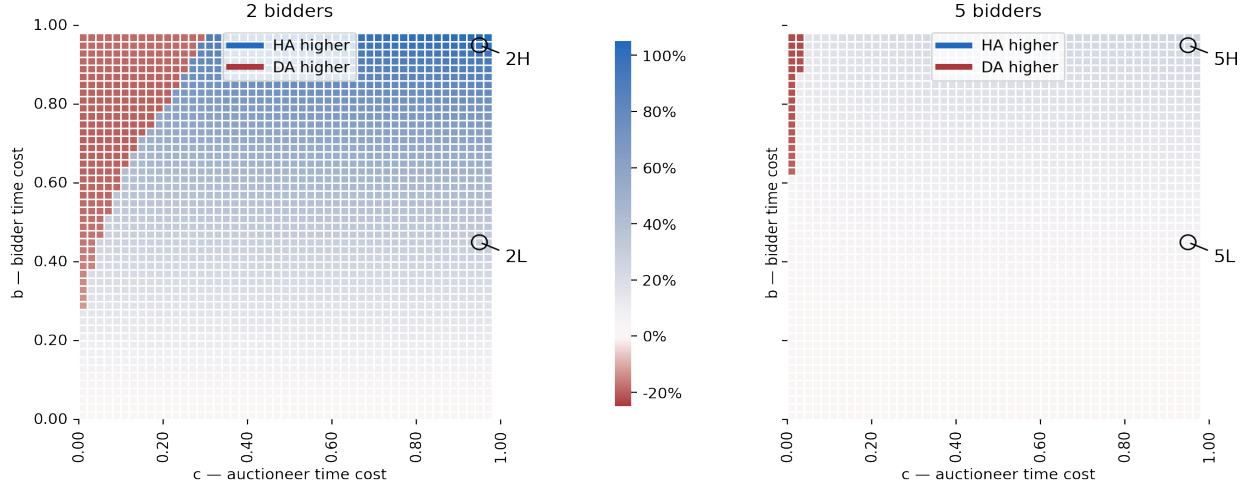 2 bidders
1.00
0.80
0.60
0.40
0.20
0.00
b — bidder time cost
HA higher
DA higher
2H
2L
0.00
0.20
0.40
0.60
0.80
1.00
c — auctioneer time cost
100%
80%
60%
40%
20%
0%
-20%
5 bidders
b — bidder time cost
HA higher
DA higher
5H
5L
0.00
0.20
0.40
0.60
0.80
1.00
c — auctioneer time cost